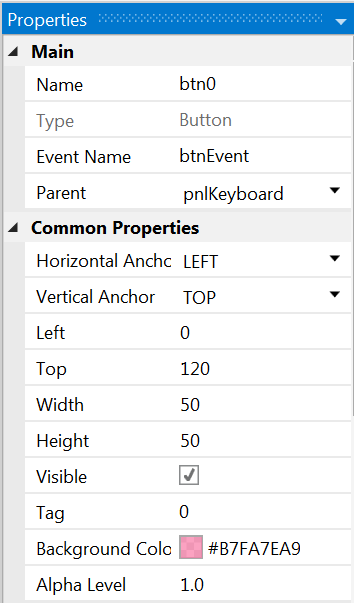 Properties
Main
Name btn0
Type Button
Event Name btnEvent
Parent pnlKeyboard
Common Properties
Horizontal Anchc LEFT
Vertical Anchor TOP
Left 0
Top 120
Width 50
Height 50
Visible
Tag 0
Background Colo #B7FA7EA9
Alpha Level 1.0